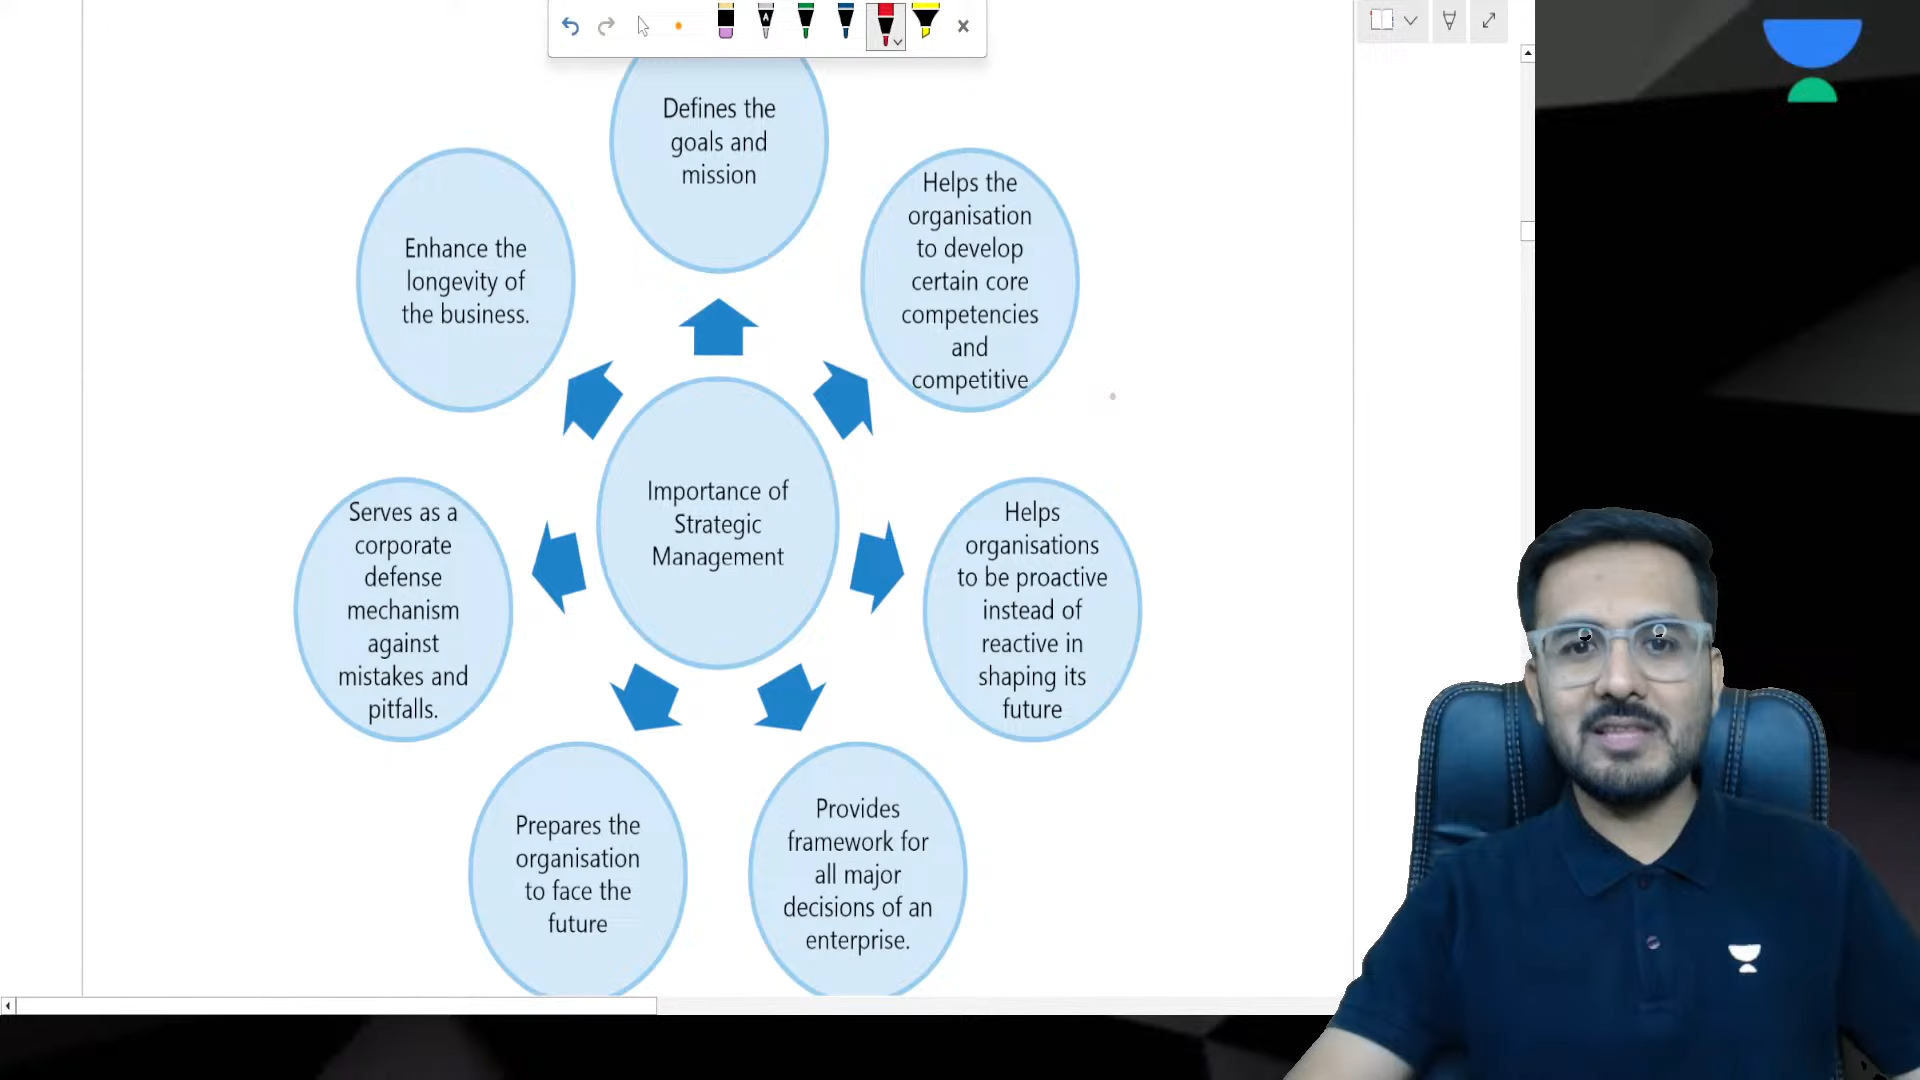 Defines the
goals and
mission
Enhance the
longevity of
the business.
Helps the
organisation
to develop
certain core
competencies
and
competitive
Importance of
Strategic
Management
Serves as a
corporate
defense
mechanism
against
mistakes and
pitfalls.
Helps
organisations
to be proactive
instead of
reactive in
shaping its
future
Prepares the
organisation
to face the
future
Provides
framework for
all major
decisions of an
enterprise.